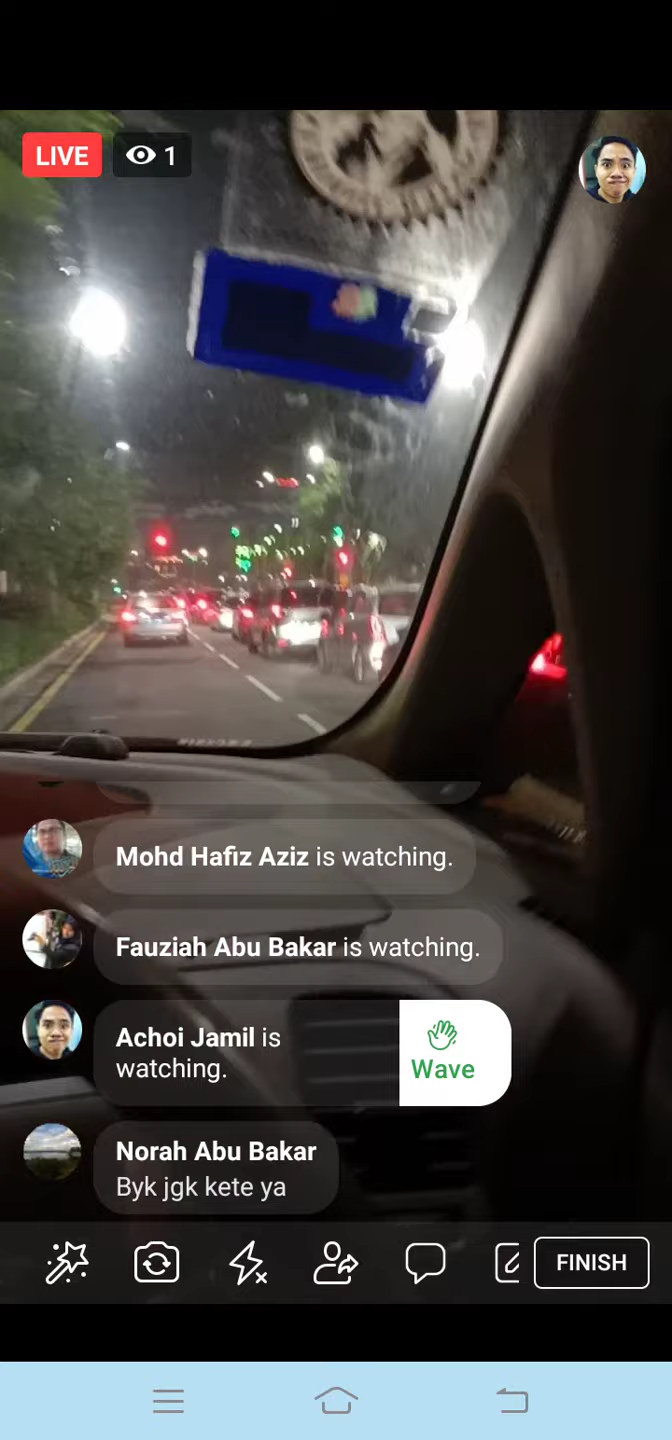 LIVE
1
Mohd Hafiz Aziz is watching.
Fauziah Abu Bakar is watching.
Achoi Jamil is
watching.
Wave
Norah Abu Bakar
Byk jgk kete ya
FINISH